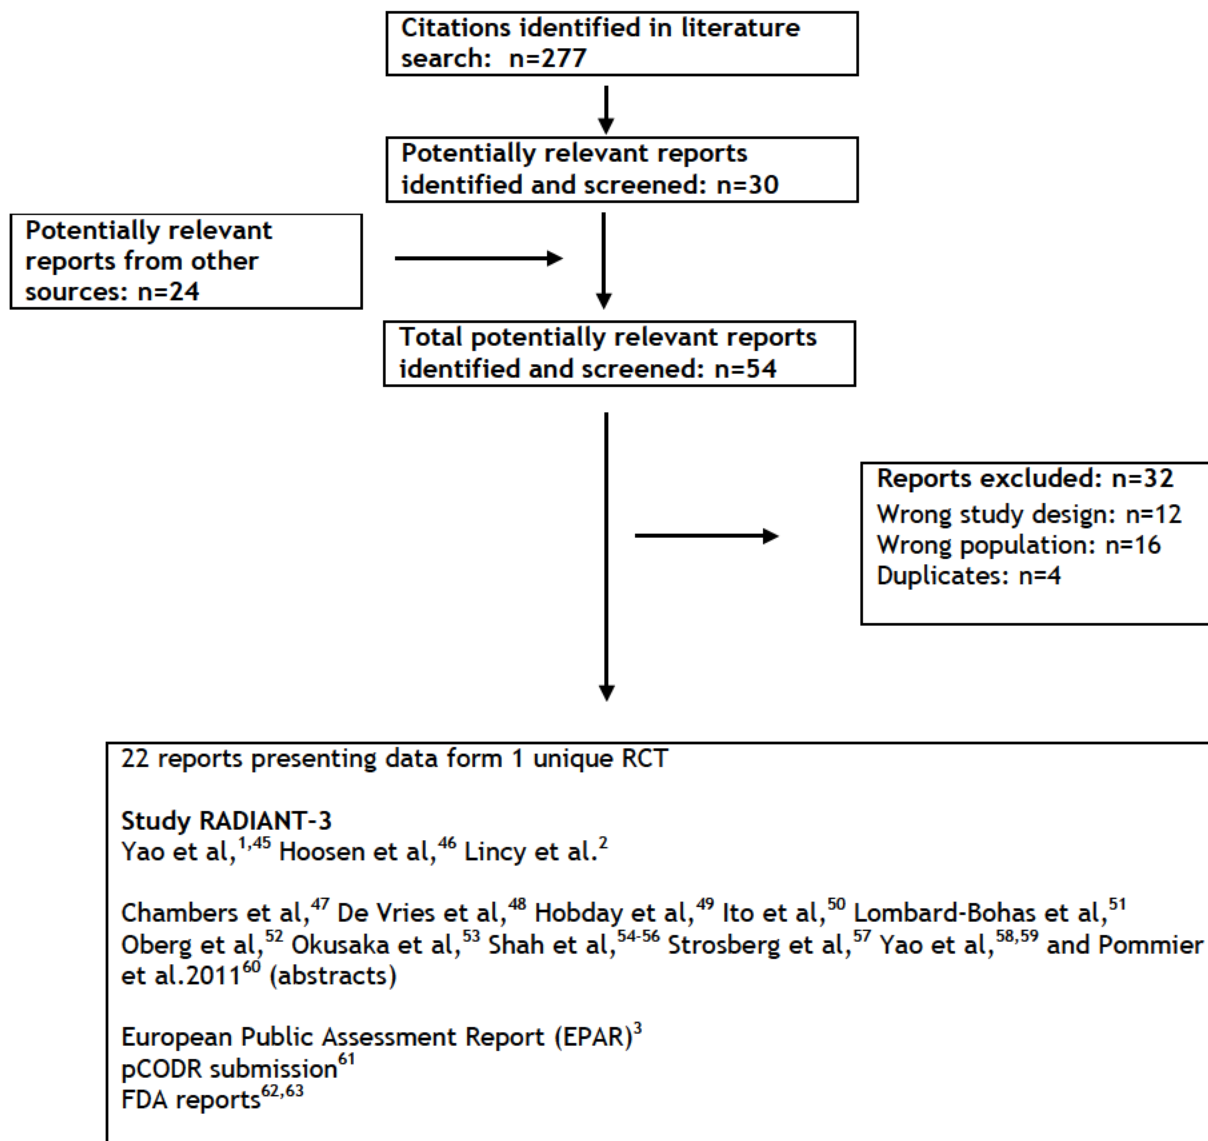 Citations identified in literature
search:  n=277
Potentially relevant reports
identified and screened: n=30
Potentially relevant
reports from other
sources: n=24
Total potentially relevant reports
identified and screened: n=54
Reports excluded: n=32
Wrong study design: n=12
Wrong population: n=16
Duplicates: n=4
22 reports presenting data form 1 unique RCT
Study RADIANT-3
Yao et al,1,45 Hoosen et al,46 Lincy et al.2
Chambers et al,47 De Vries et al,48 Hobday et al,49 Ito et al,50 Lombard-Bohas et al,51
Oberg et al,52 Okusaka et al,53 Shah et al,54-56 Strosberg et al,57 Yao et al,58,59 and Pommier
et al.201160 (abstracts)
European Public Assessment Report (EPAR)3
pCODR submission61
FDA reports62,63